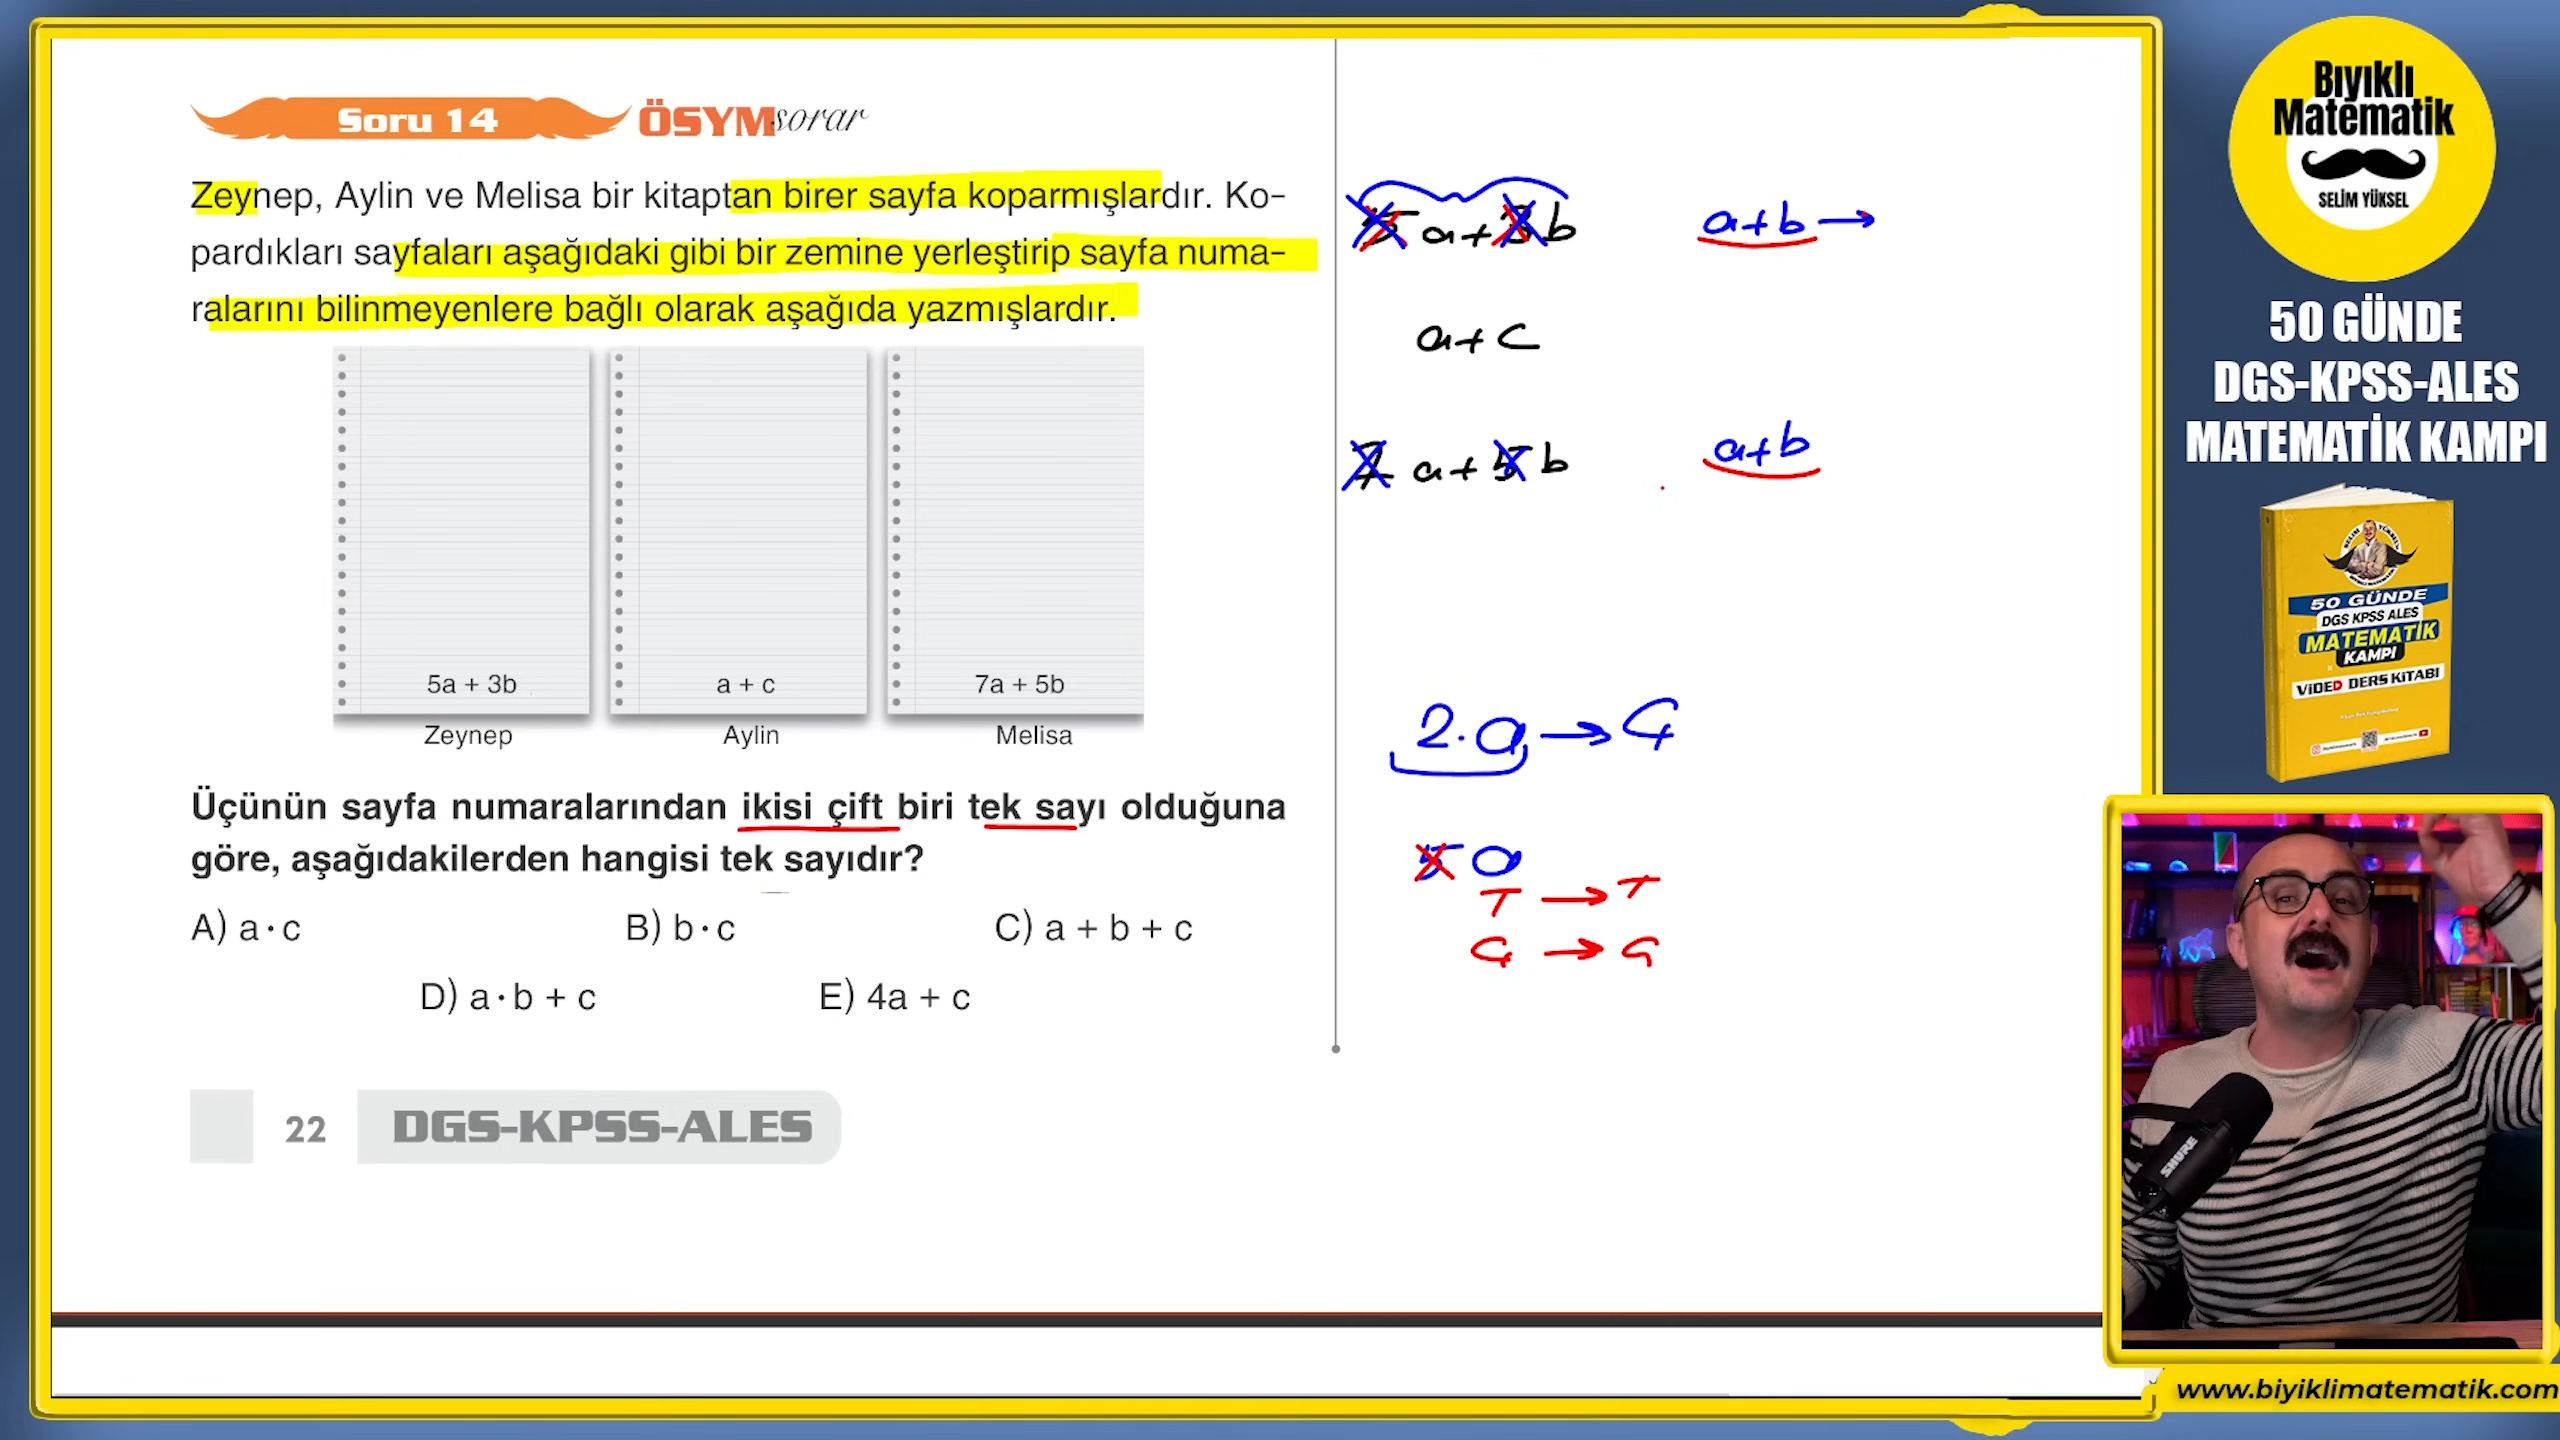 Soru 14 ÖSYM sorar
Zeynep, Aylin ve Melisa bir kitaptan birer sayfa koparmışlardır. Ko-
pardıkları sayfaları aşağıdaki gibi bir zemine yerleştirip sayfa numa-
ralarını bilinmeyenlere bağlı olarak aşağıda yazmışlardır.
5a + 3b
a + c
7a + 5b
Zeynep
Aylin
Melisa
Üçünün sayfa numaralarından ikisi çift biri tek sayı olduğuna
göre, aşağıdakilerden hangisi tek sayıdır?
A) a · c
B) b · c
C) a + b + c
D) a · b + c
E) 4a + c
22 DGS-KPSS-ALES
5a+3b a+b →
a+c
7a+5b a+b
2.a → Ç
5a
T → T
Ç → Ç
Bıyıklı
Matematik
SELİM YÜKSEL
50 GÜNDE
DGS-KPSS-ALES
MATEMATİK KAMPI
SELİM YÜKSEL
50 GÜNDE
DGS KPSS ALES
MATEMATİK
KAMPI
VİDEO DERS KİTABI
SHURE
www.biyiklimatematik.com